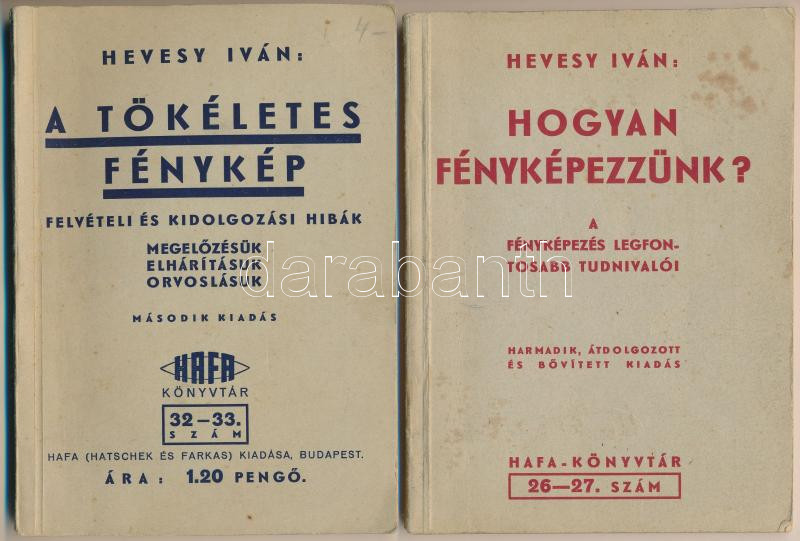 4-
HEVESY IVÁN:
A TÖKÉLETES
FÉNYKÉP
FELVÉTELI ÉS KIDOLGOZÁSI HIBÁK
MEGELŐZÉSÜK
ELHÁRÍTÁSUK
ORVOSLÁSUK
MÁSODIK KIADÁS
HAFA
KÖNYVTÁR
32—33.
SZÁM
HAFA (HATSCHEK ÉS FARKAS) KIADÁSA, BUDAPEST.
ÁRA: 1.20 PENGŐ.
HEVESY IVÁN:
HOGYAN
FÉNYKÉPEZZÜNK?
A
FÉNYKÉPEZÉS LEGFON-
TOSABB TUDNIVALÓI
HARMADIK, ÁTDOLGOZOTT
ÉS BŐVÍTETT KIADÁS
HAFA-KÖNYVTÁR
26—27. SZÁM
darabanth